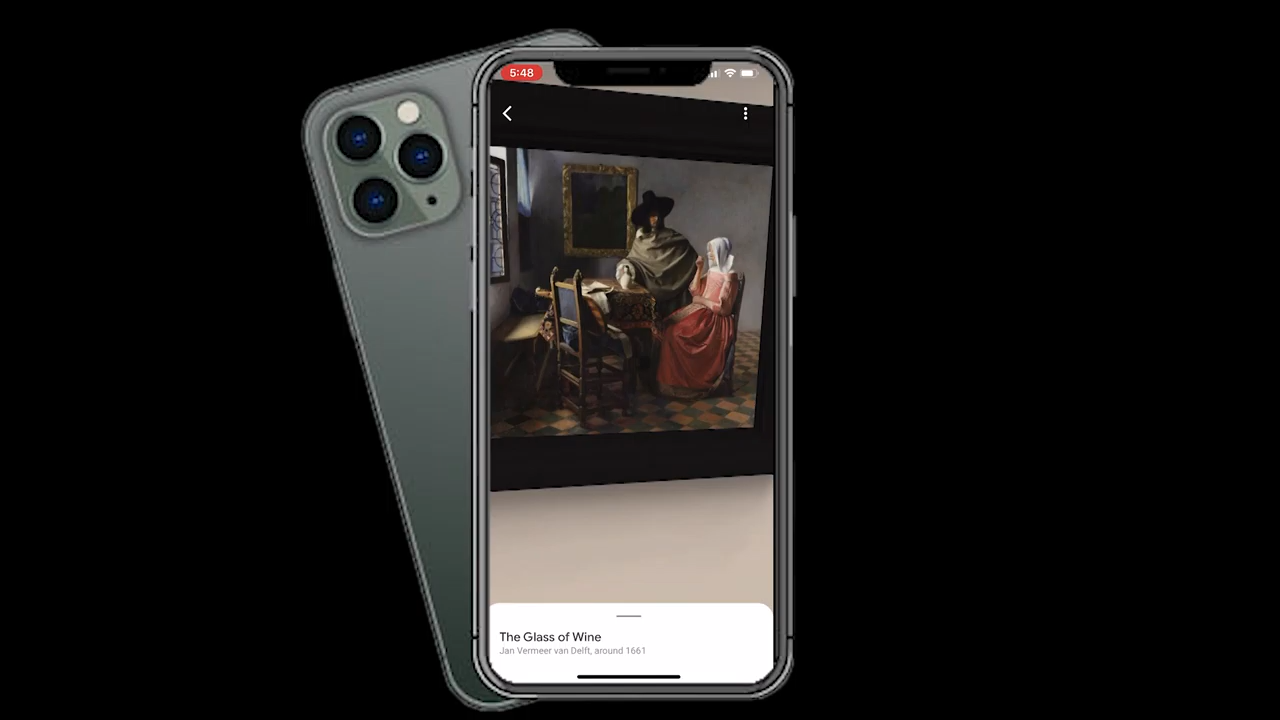 5:48
The Glass of Wine
Jan Vermeer van Delft, around 1661